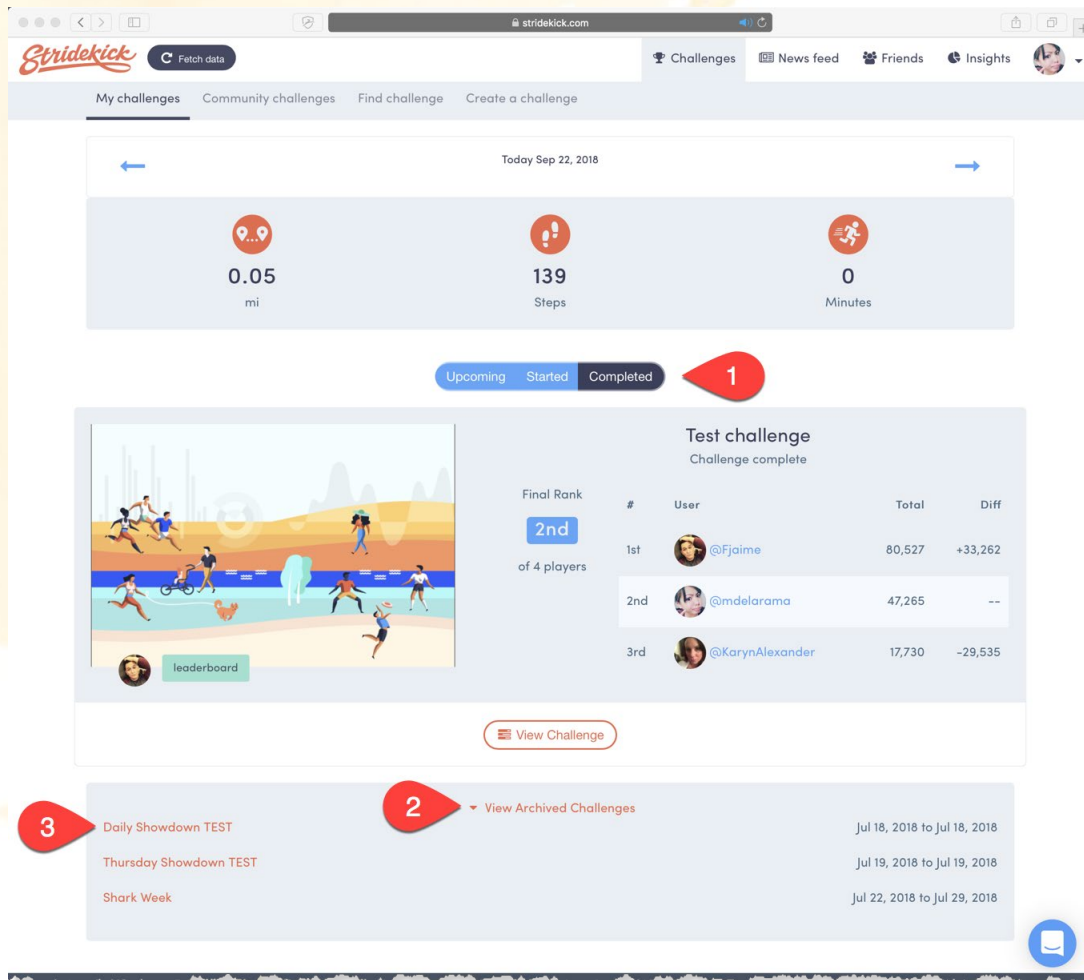 stridekick.com
Stridekick
Fetch data
Challenges
News feed
Friends
Insights
My challenges
Community challenges
Find challenge
Create a challenge
Today Sep 22, 2018
0.05
139
0
mi
Steps
Minutes
Upcoming
Started
Completed
1
Test challenge
Challenge complete
Final Rank
2nd
of 4 players
# User Total Diff
1st @Fjaime 80,527 +33,262
2nd @mdelarama 47,265 --
3rd @KarynAlexander 17,730 -29,535
leaderboard
View Challenge
2
View Archived Challenges
3
Daily Showdown TEST Jul 18, 2018 to Jul 18, 2018
Thursday Showdown TEST Jul 19, 2018 to Jul 19, 2018
Shark Week Jul 22, 2018 to Jul 29, 2018